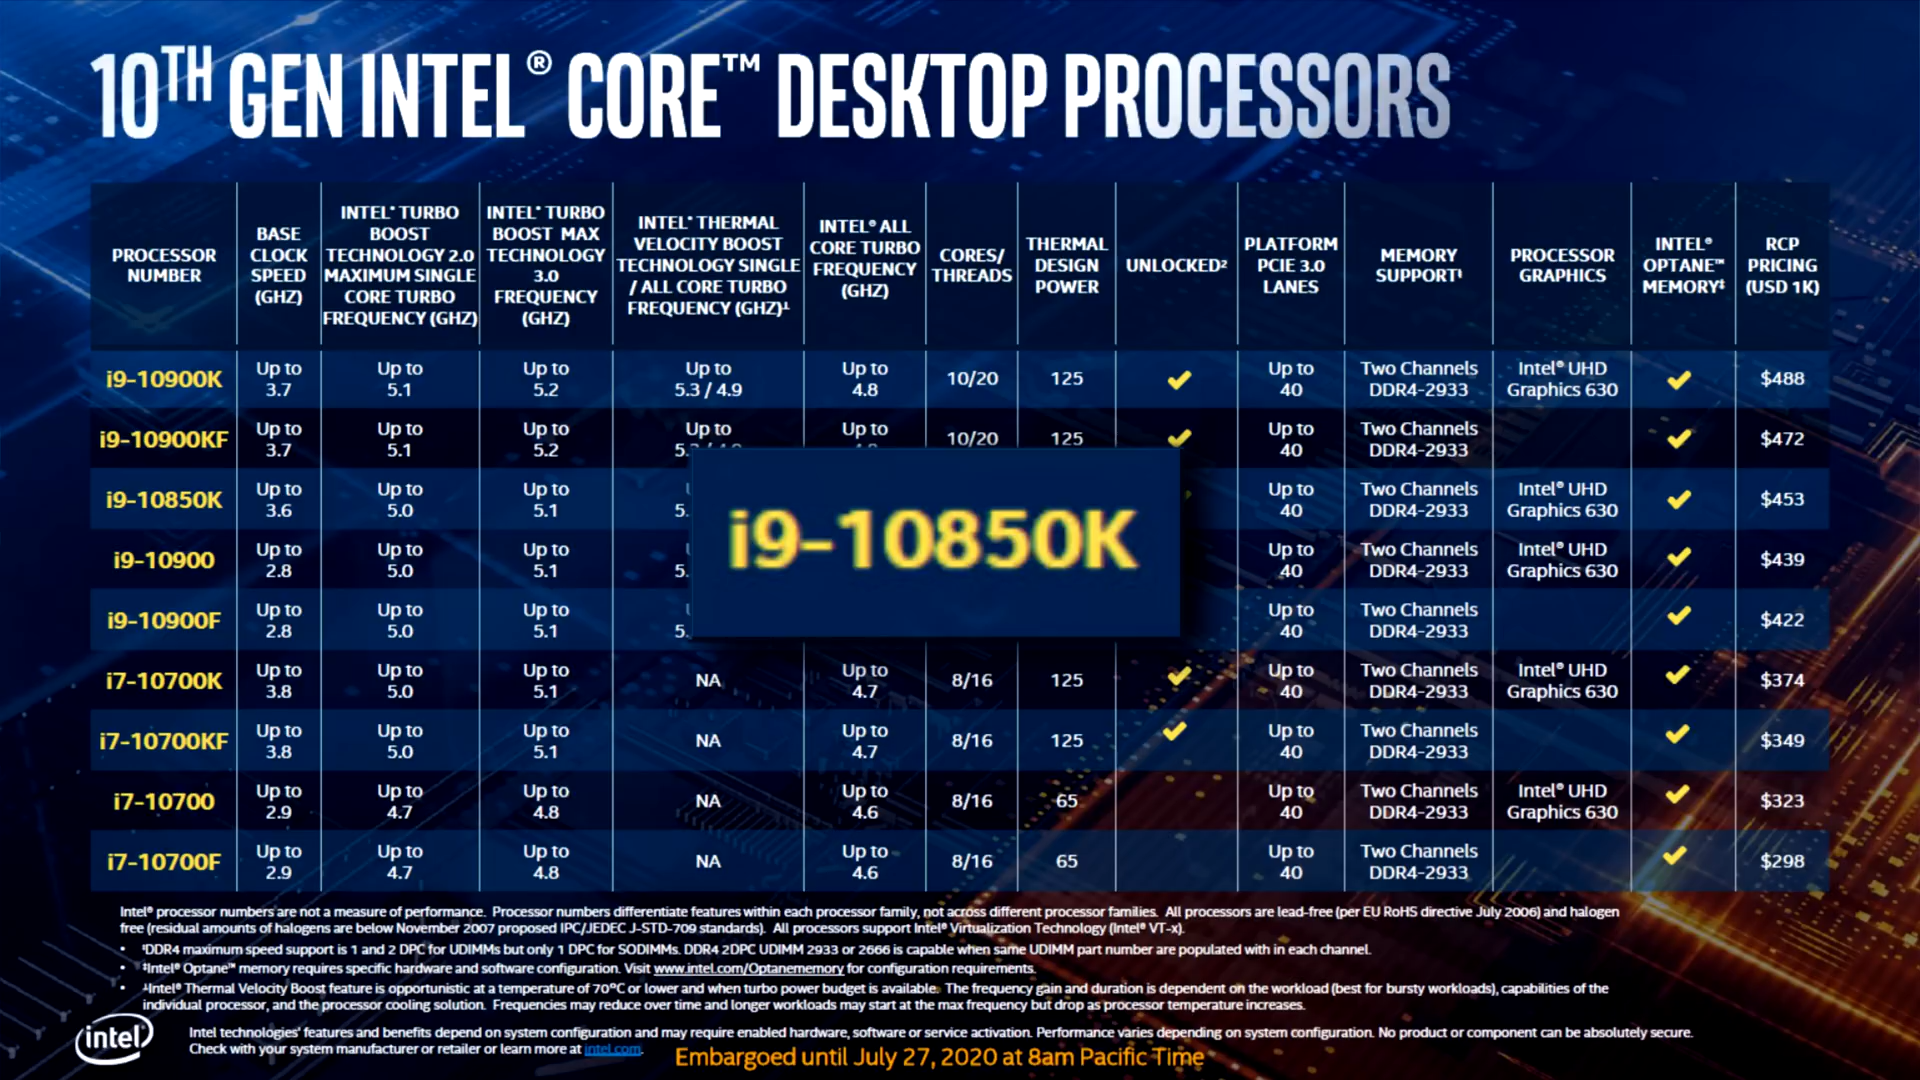 10TH GEN INTEL® CORE™ DESKTOP PROCESSORS
PROCESSOR NUMBER
BASE CLOCK SPEED (GHZ)
INTEL® TURBO BOOST TECHNOLOGY 2.0 MAXIMUM SINGLE CORE TURBO FREQUENCY (GHZ)
INTEL® TURBO BOOST MAX TECHNOLOGY 3.0 FREQUENCY (GHZ)
INTEL® THERMAL VELOCITY BOOST TECHNOLOGY SINGLE / ALL CORE TURBO FREQUENCY (GHZ)┴
INTEL® ALL CORE TURBO FREQUENCY (GHZ)
CORES/ THREADS
THERMAL DESIGN POWER
UNLOCKED²
PLATFORM PCIE 3.0 LANES
MEMORY SUPPORT¹
PROCESSOR GRAPHICS
INTEL® OPTANE™ MEMORY‡
RCP PRICING (USD 1K)
i9-10900K Up to 3.7 Up to 5.1 Up to 5.2 Up to 5.3 / 4.9 Up to 4.8 10/20 125 ✓ Up to 40 Two Channels DDR4-2933 Intel® UHD Graphics 630 ✓ $488
i9-10900KF Up to 3.7 Up to 5.1 Up to 5.2 Up to Up to 10/20 125 ✓ Up to 40 Two Channels DDR4-2933 ✓ $472
i9-10850K Up to 3.6 Up to 5.0 Up to 5.1 Up to 40 Two Channels DDR4-2933 Intel® UHD Graphics 630 ✓ $453
i9-10850K
i9-10900 Up to 2.8 Up to 5.0 Up to 5.1 Up to 40 Two Channels DDR4-2933 Intel® UHD Graphics 630 ✓ $439
i9-10900F Up to 2.8 Up to 5.0 Up to 5.1 Up to 40 Two Channels DDR4-2933 ✓ $422
i7-10700K Up to 3.8 Up to 5.0 Up to 5.1 NA Up to 4.7 8/16 125 ✓ Up to 40 Two Channels DDR4-2933 Intel® UHD Graphics 630 ✓ $374
i7-10700KF Up to 3.8 Up to 5.0 Up to 5.1 NA Up to 4.7 8/16 125 ✓ Up to 40 Two Channels DDR4-2933 ✓ $349
i7-10700 Up to 2.9 Up to 4.7 Up to 4.8 NA Up to 4.6 8/16 65 Up to 40 Two Channels DDR4-2933 Intel® UHD Graphics 630 ✓ $323
i7-10700F Up to 2.9 Up to 4.7 Up to 4.8 NA Up to 4.6 8/16 65 Up to 40 Two Channels DDR4-2933 ✓ $298
Intel® processor numbers are not a measure of performance. Processor numbers differentiate features within each processor family, not across different processor families. All processors are lead-free (per EU RoHS directive July 2006) and halogen
free (residual amounts of halogens are below November 2007 proposed IPC/JEDEC J-STD-709 standards). All processors support Intel® Virtualization Technology (Intel® VT-x).
• ¹DDR4 maximum speed support is 1 and 2 DPC for UDIMMs but only 1 DPC for SODIMMs. DDR4 2DPC UDIMM 2933 or 2666 is capable when same UDIMM part number are populated with in each channel.
• ‡Intel® Optane™ memory requires specific hardware and software configuration. Visit www.intel.com/Optanememory for configuration requirements.
• ┴Intel® Thermal Velocity Boost feature is opportunistic at a temperature of 70°C or lower and when turbo power budget is available. The frequency gain and duration is dependent on the workload (best for bursty workloads), capabilities of the
individual processor, and the processor cooling solution. Frequencies may reduce over time and longer workloads may start at the max frequency but drop as processor temperature increases.
intel
Intel technologies' features and benefits depend on system configuration and may require enabled hardware, software or service activation. Performance varies depending on system configuration. No product or component can be absolutely secure.
Check with your system manufacturer or retailer or learn more at intel.com.
Embargoed until July 27, 2020 at 8am Pacific Time